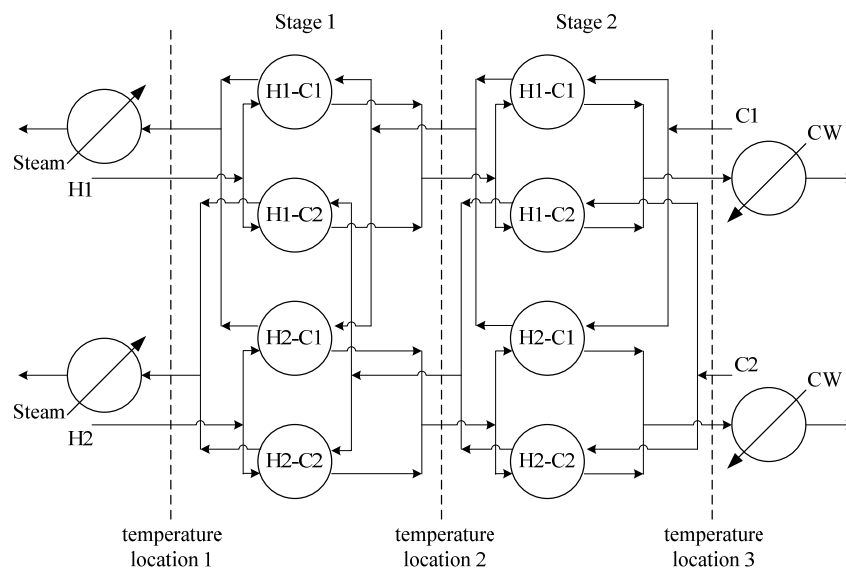 Stage 1
Stage 2
H1-C1
H1-C1
C1
CW
Steam
H1
H1-C2
H1-C2
H2-C1
H2-C1
C2
CW
Steam
H2
H2-C2
H2-C2
temperature
location 1
temperature
location 2
temperature
location 3